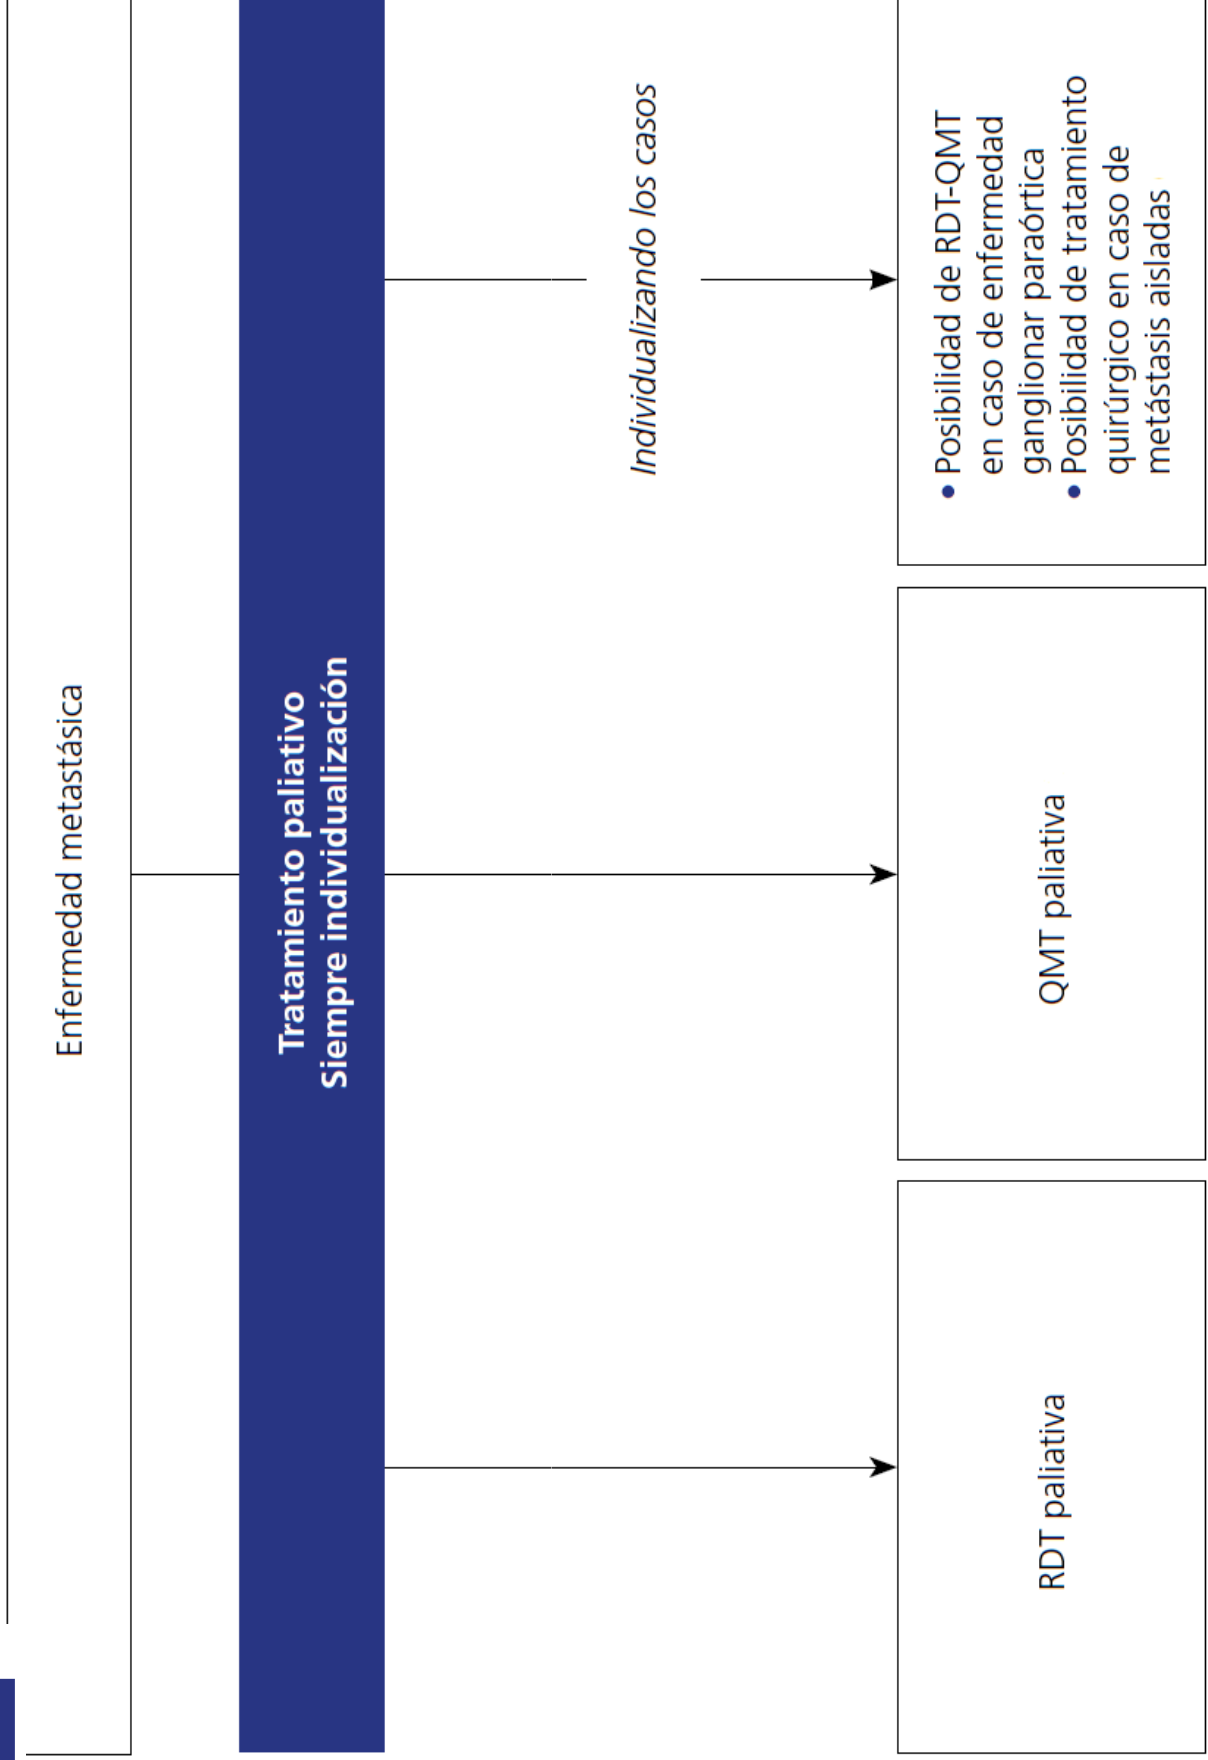 Enfermedad metastásica
Tratamiento paliativo
Siempre individualización
Individualizando los casos
RDT paliativa
QMT paliativa
• Posibilidad de RDT-QMT
en caso de enfermedad
ganglionar paraórtica
• Posibilidad de tratamiento
quirúrgico en caso de
metástasis aisladas